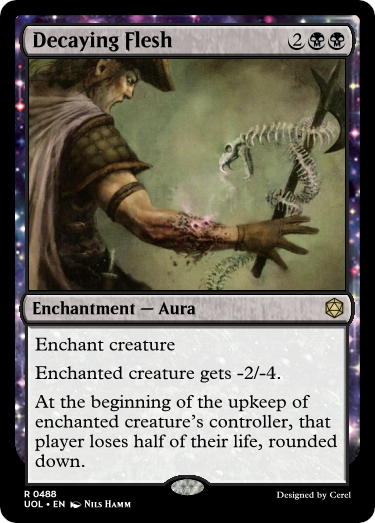 Decaying Flesh 2
Enchantment — Aura
Enchant creature
Enchanted creature gets -2/-4.
At the beginning of the upkeep of
enchanted creature's controller, that
player loses half of their life, rounded
down.
R 0488
UOL • EN Nils Hamm
Designed by Cerel